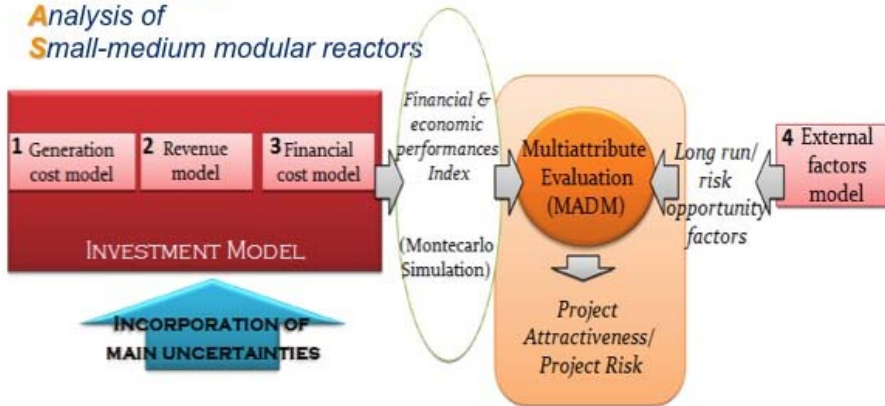 Analysis of
Small-medium modular reactors
1 Generation
cost model
2 Revenue
model
3 Financial
cost model
INVESTMENT MODEL
INCORPORATION OF
MAIN UNCERTAINTIES
Financial &
economic
performances
Index
(Montecarlo
Simulation)
Multiattribute
Evaluation
(MADM)
Project
Attractiveness/
Project Risk
Long run/
risk
opportunity
factors
4 External
factors
model